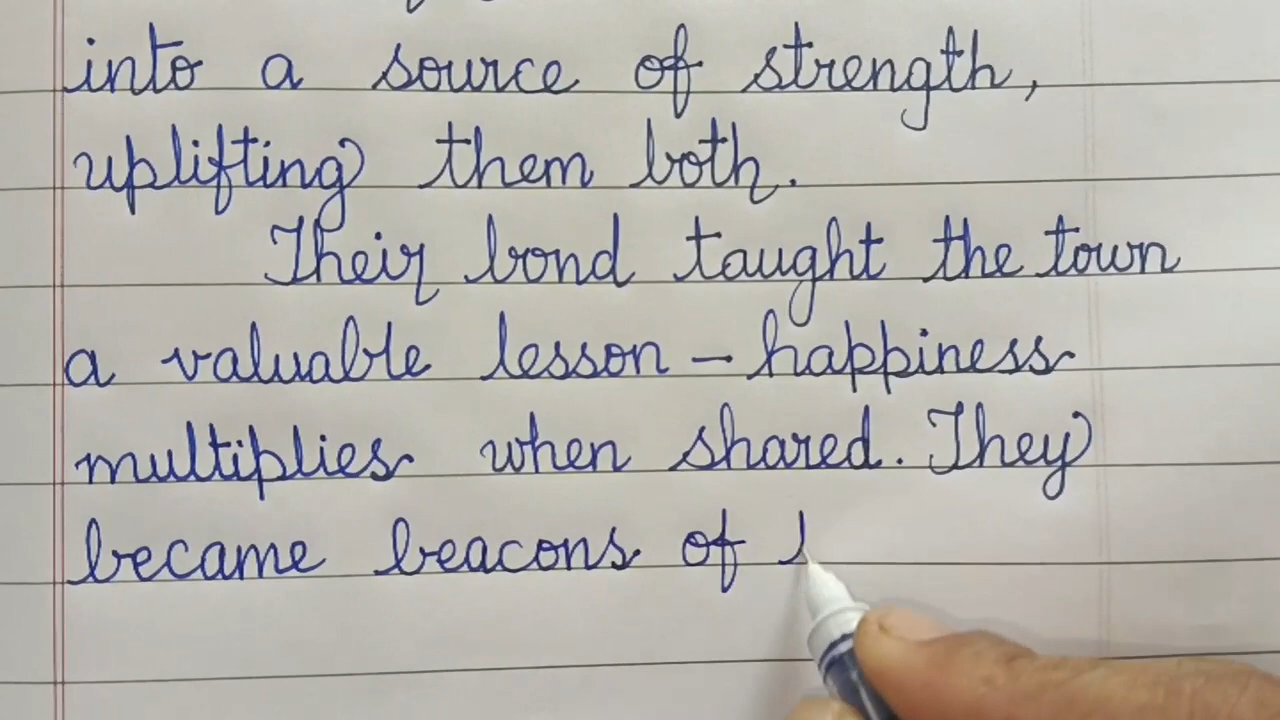 into a source of strength,
uplifting them both.
Their bond taught the town
a valuable lesson – happiness
multiplies when shared. They
became beacons of